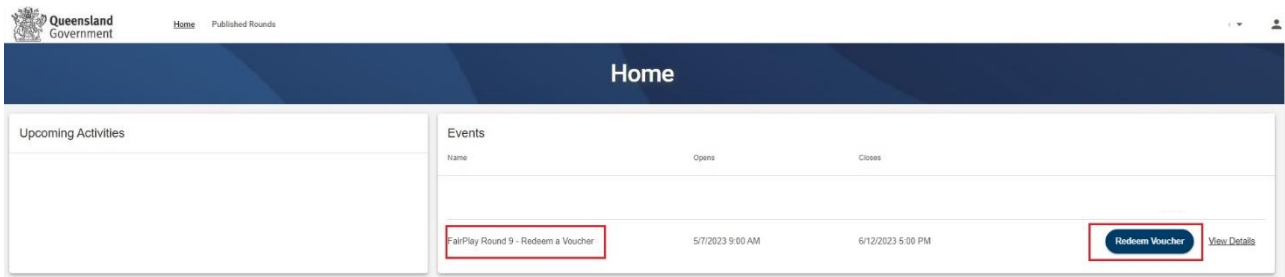 Queensland
Government
Home Published Rounds
Home
Upcoming Activities
Events
Name Opens Closes
FairPlay Round 9 - Redeem a Voucher 5/7/2023 9:00 AM 6/12/2023 5:00 PM Redeem Voucher View Details